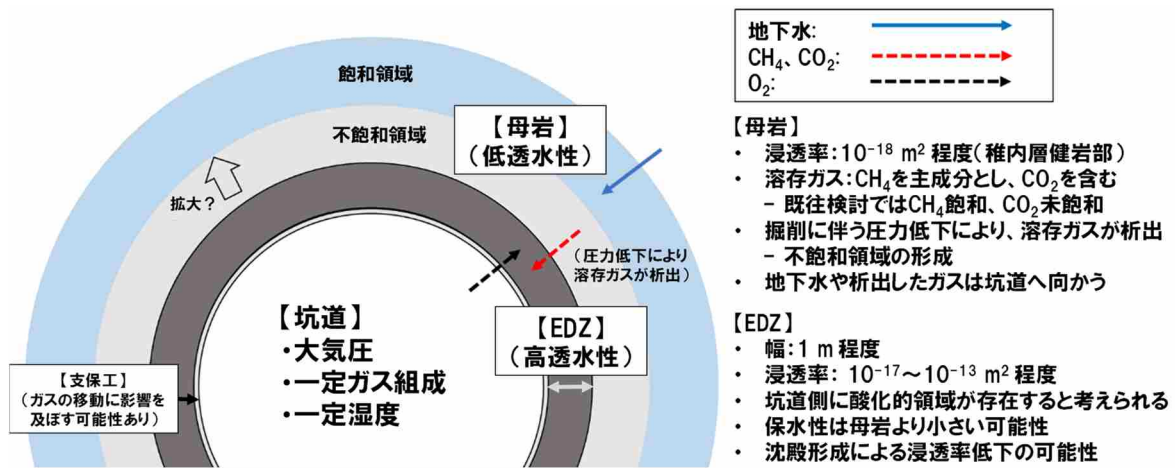 飽和領域
不飽和領域
【母岩】
（低透水性）
拡大？
（圧力低下により
溶存ガスが析出）
【坑道】
・大気圧
・一定ガス組成
・一定湿度
【EDZ】
（高透水性）
【支保工】
（ガスの移動に影響を
及ぼす可能性あり）
地下水:
CH₄、CO₂:
O₂:
【母岩】
・ 浸透率：10⁻¹⁸ m² 程度（稚内層健岩部）
・ 溶存ガス：CH₄を主成分とし、CO₂を含む
− 既往検討ではCH₄飽和、CO₂未飽和
・ 掘削に伴う圧力低下により、溶存ガスが析出
− 不飽和領域の形成
・ 地下水や析出したガスは坑道へ向かう
【EDZ】
・ 幅：1 m 程度
・ 浸透率： 10⁻¹⁷～10⁻¹³ m² 程度
・ 坑道側に酸化的領域が存在すると考えられる
・ 保水性は母岩より小さい可能性
・ 沈殿形成による浸透率低下の可能性